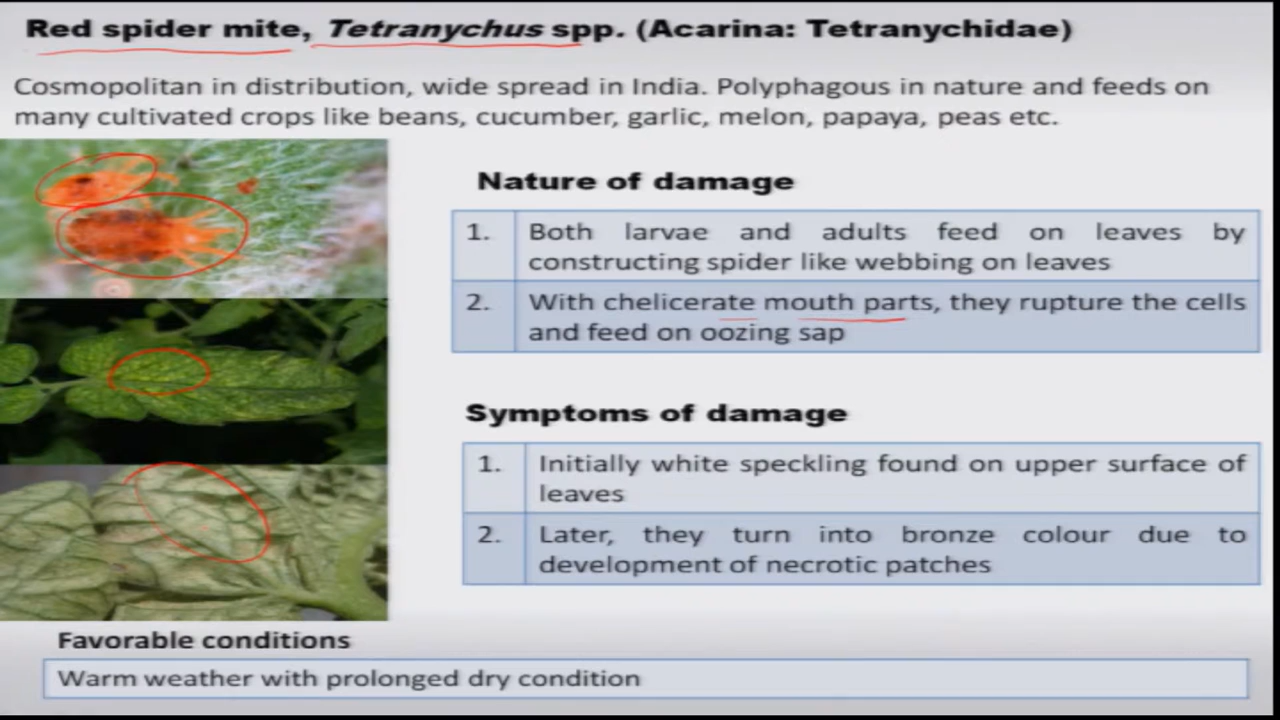 Red spider mite, Tetranychus spp. (Acarina: Tetranychidae)
Cosmopolitan in distribution, wide spread in India. Polyphagous in nature and feeds on
many cultivated crops like beans, cucumber, garlic, melon, papaya, peas etc.
Nature of damage
1. Both larvae and adults feed on leaves by
constructing spider like webbing on leaves
2. With chelicerate mouth parts, they rupture the cells
and feed on oozing sap
Symptoms of damage
1. Initially white speckling found on upper surface of
leaves
2. Later, they turn into bronze colour due to
development of necrotic patches
Favorable conditions
Warm weather with prolonged dry condition